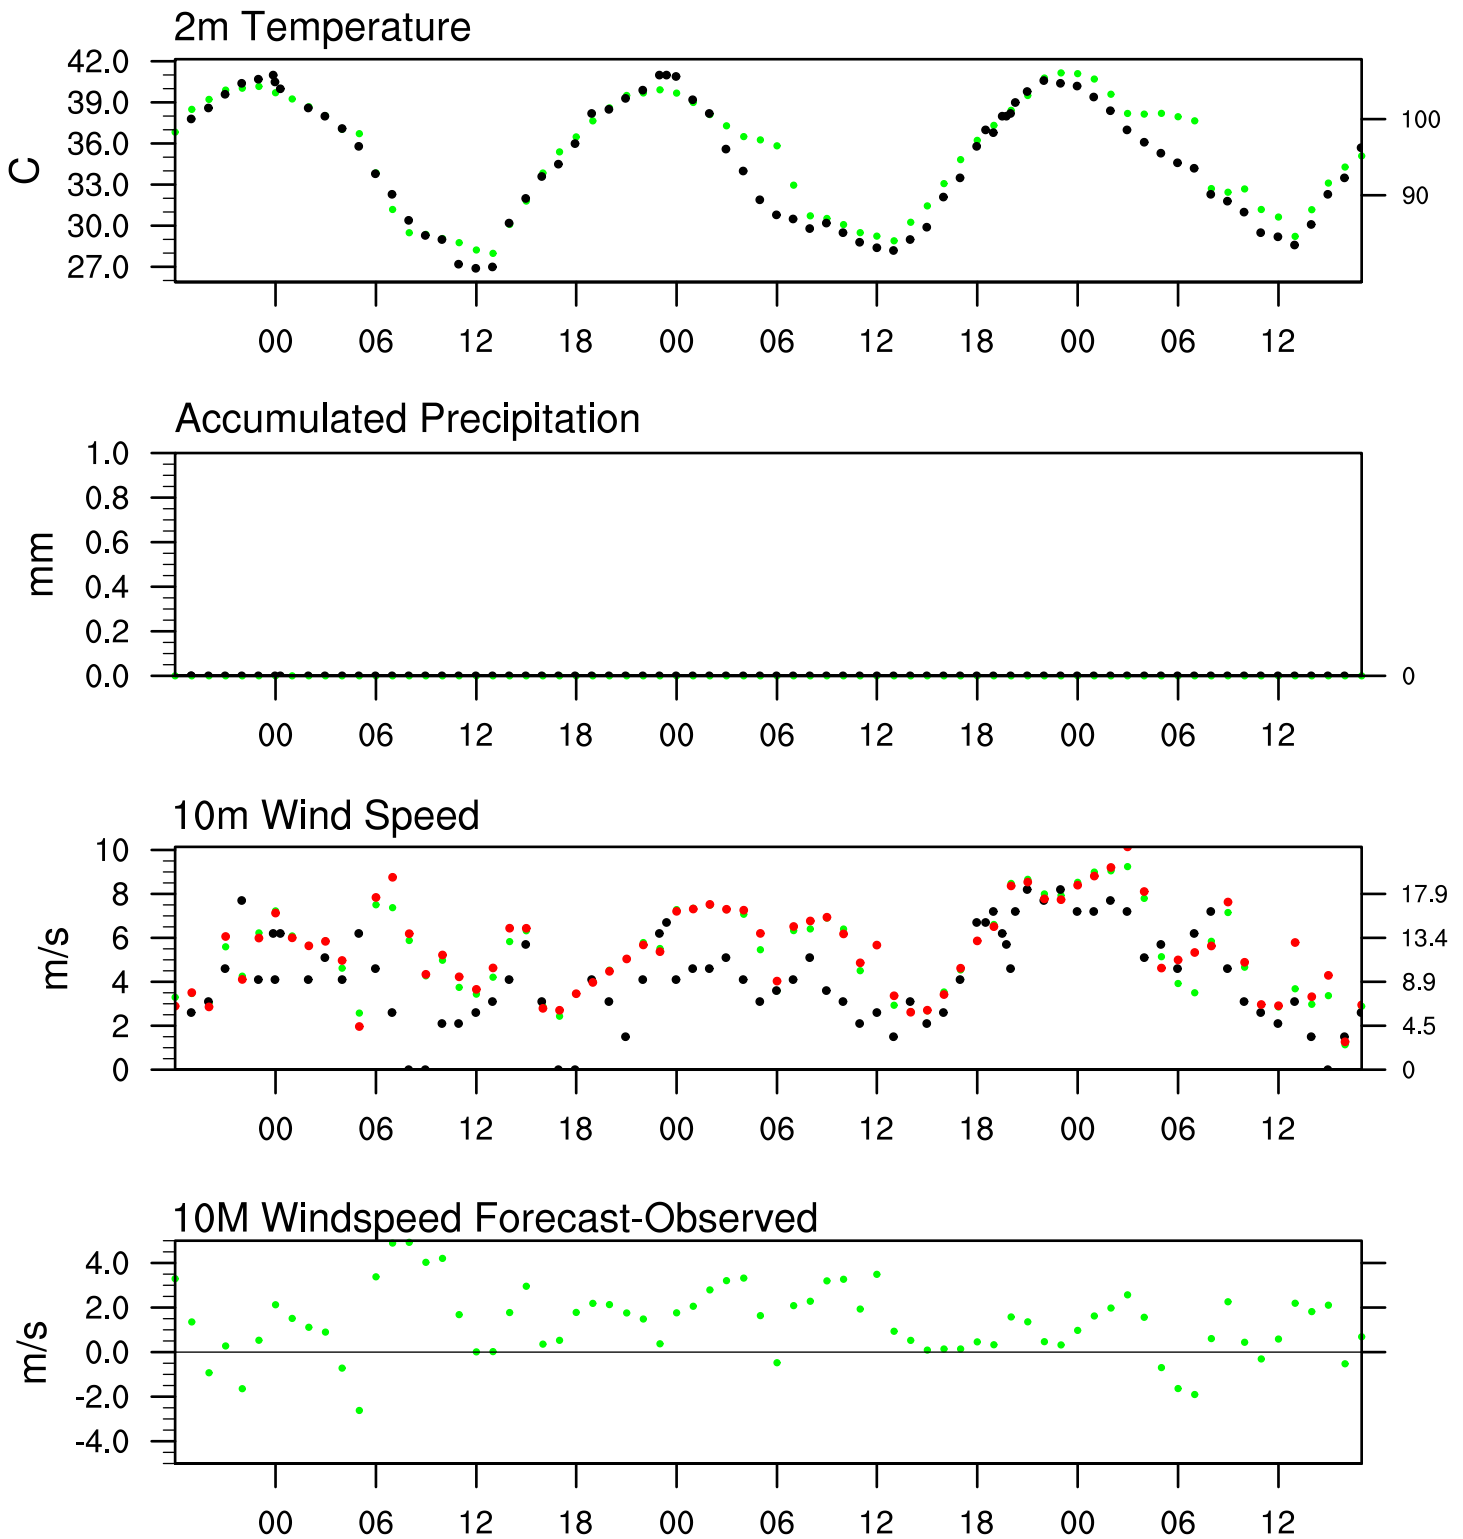 2m Temperature
42.0
39.0
36.0
33.0
30.0
27.0
C
100
90
00 06 12 18 00 06 12 18 00 06 12
Accumulated Precipitation
1.0
0.8
0.6
0.4
0.2
0.0
mm
0
00 06 12 18 00 06 12 18 00 06 12
10m Wind Speed
10
8
6
4
2
0
m/s
17.9
13.4
8.9
4.5
0
00 06 12 18 00 06 12 18 00 06 12
10M Windspeed Forecast-Observed
4.0
2.0
0.0
-2.0
-4.0
m/s
00 06 12 18 00 06 12 18 00 06 12